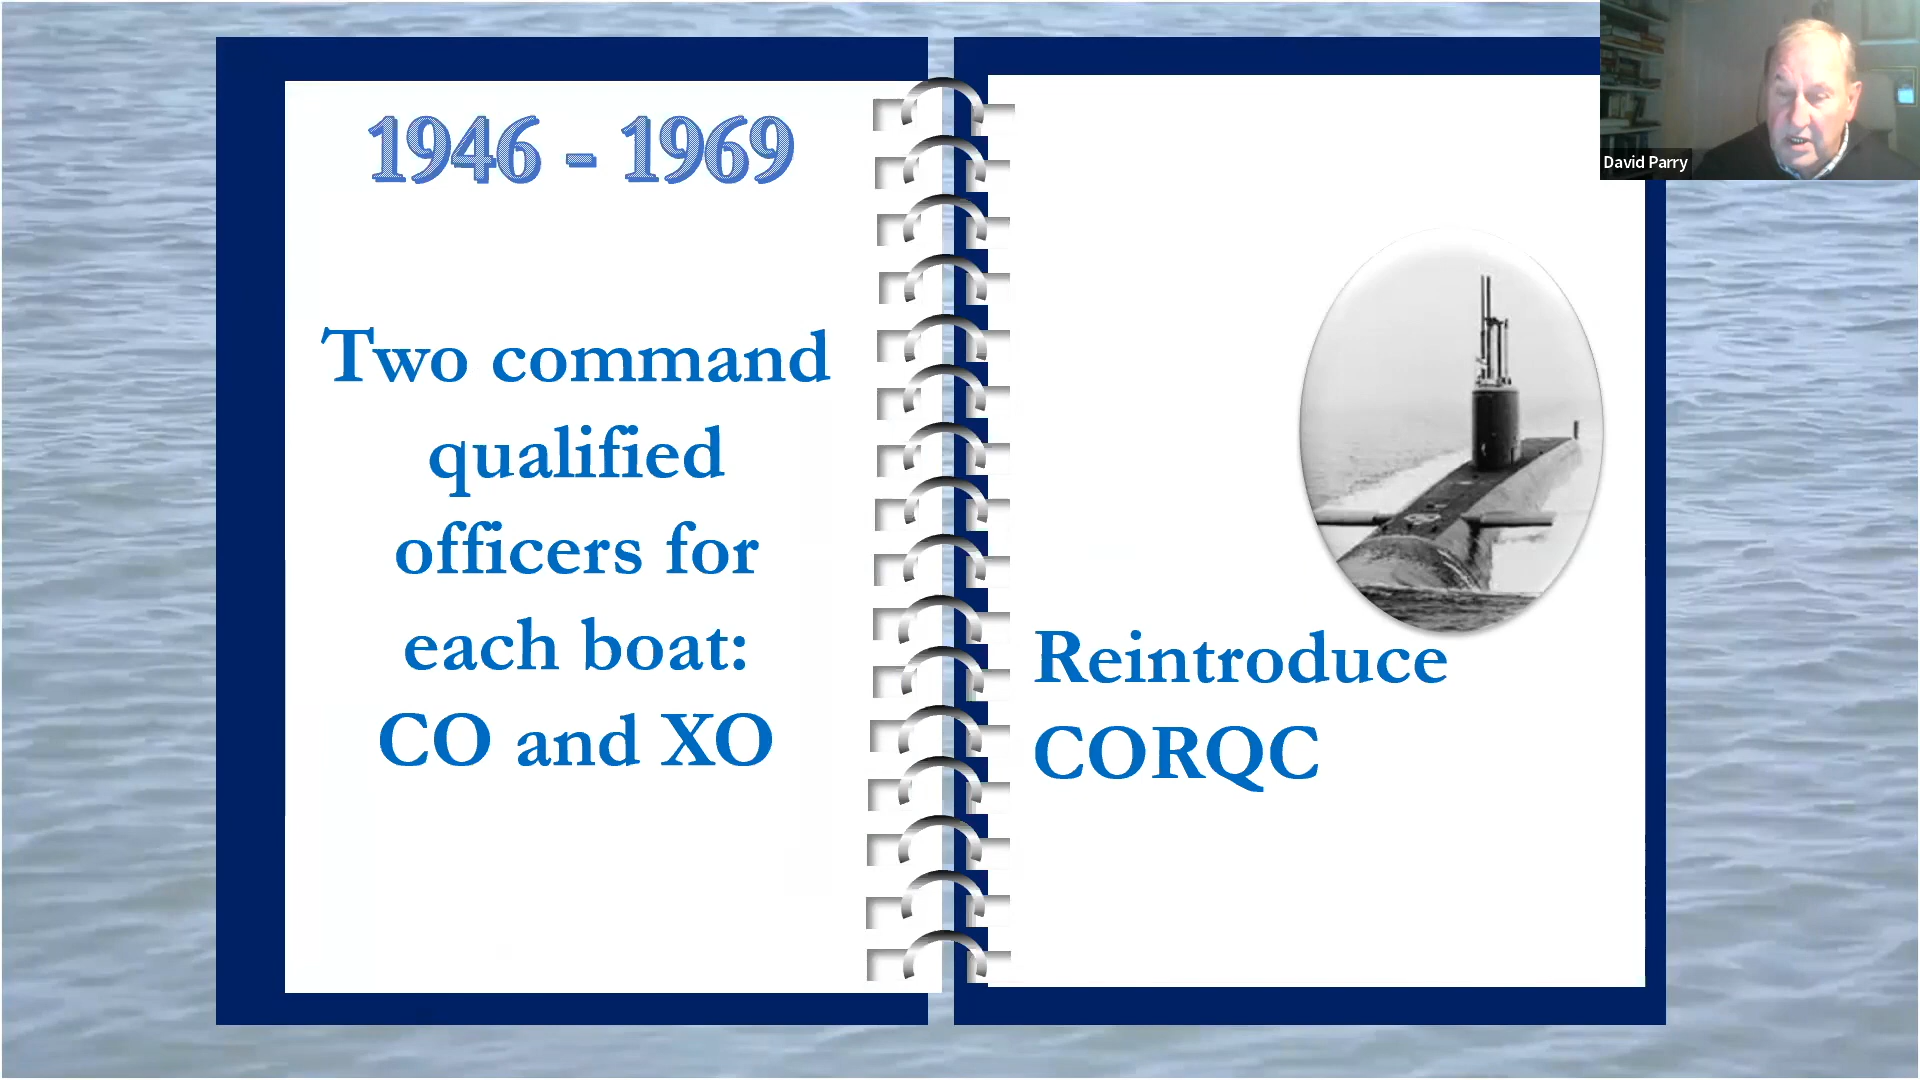 1946 - 1969
Two command
qualified
officers for
each boat:
CO and XO
Reintroduce
CORQC
David Parry